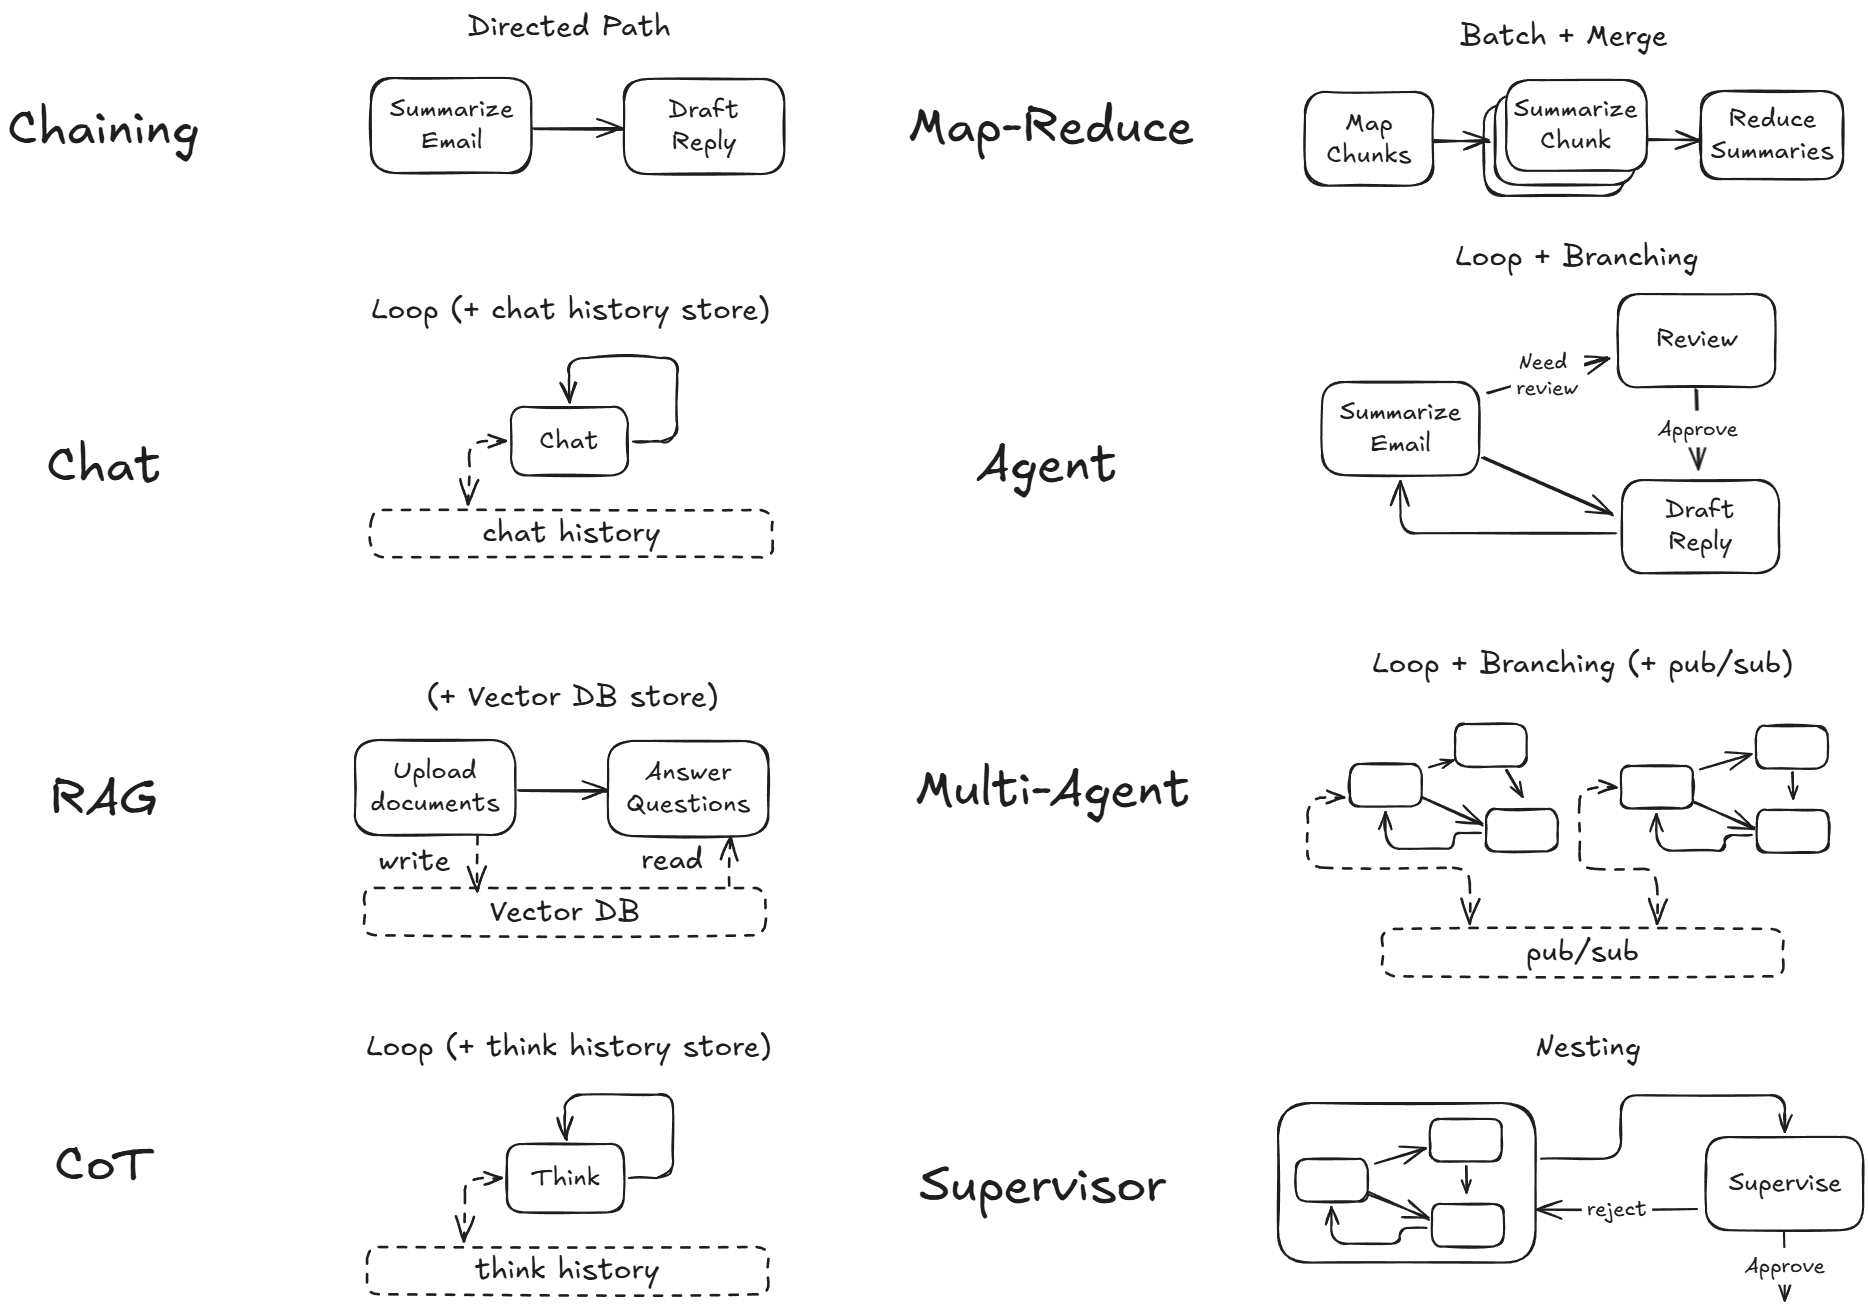 Directed Path
Chaining
Summarize
Email
Draft
Reply
Batch + Merge
Map-Reduce
Map
Chunks
Summarize
Chunk
Reduce
Summaries
Loop (+ chat history store)
Chat
Chat
chat history
Loop + Branching
Agent
Summarize
Email
Need
review
Review
Approve
Draft
Reply
(+ Vector DB store)
RAG
Upload
documents
Answer
Questions
write
read
Vector DB
Loop + Branching (+ pub/sub)
Multi-Agent
pub/sub
Loop (+ think history store)
CoT
Think
think history
Nesting
Supervisor
Supervise
reject
Approve